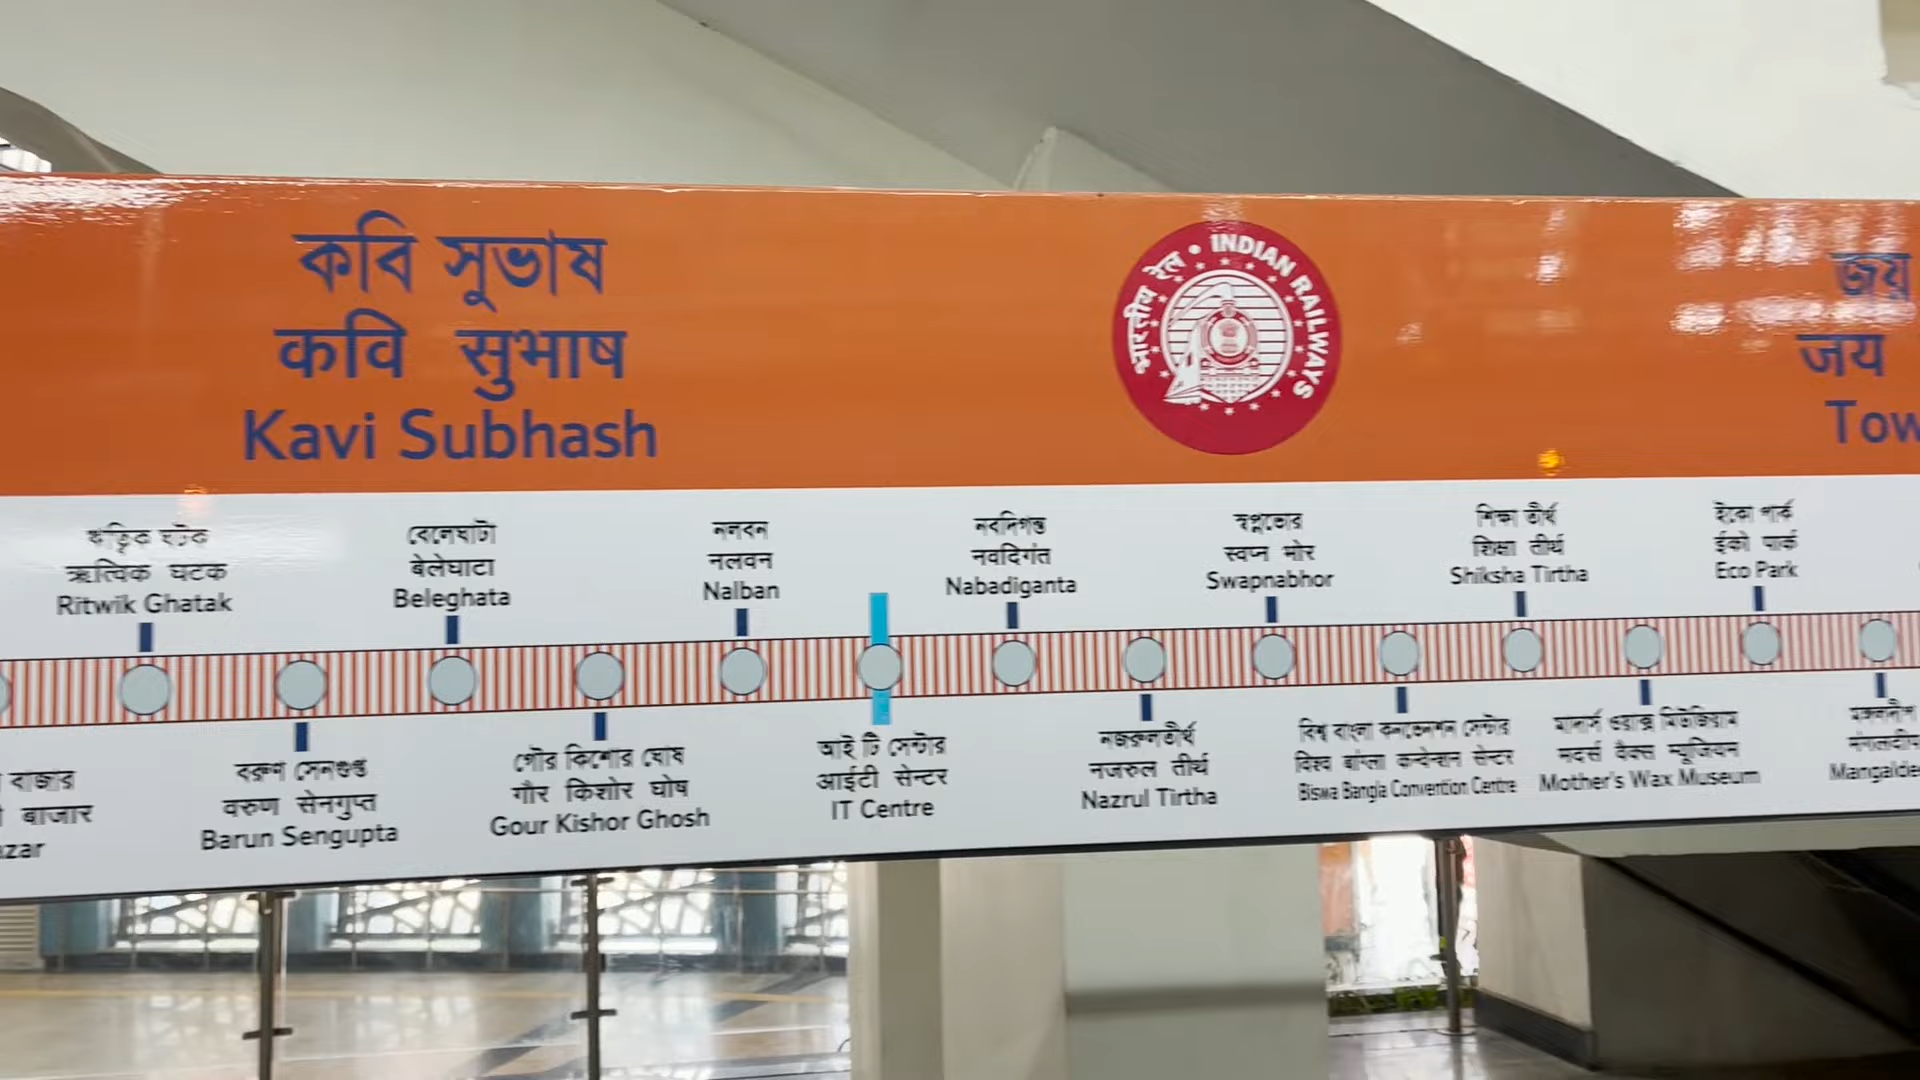 কবি সুভাষ
कवि सुभाष
Kavi Subhash
भारतीय रेल • INDIAN RAILWAYS
জয়
जय
ঋত্বিক ঘটক
ऋत्विक घटक
Ritwik Ghatak
বেলেঘাটা
बेलेघाटा
Beleghata
নলবন
नलवन
Nalban
নবদিগন্ত
नवदिगंत
Nabadiganta
স্বপ্নভোর
स्वप्न भोर
Swapnabhor
শিক্ষা তীর্থ
शिक्षा तीर्थ
Shiksha Tirtha
ইকো পার্ক
ईको पार्क
Eco Park
বাজার
बाजार
বরুণ সেনগুপ্ত
वरुण सेनगुप्त
Barun Sengupta
গৌর কিশোর ঘোষ
गौर किशोर घोष
Gour Kishor Ghosh
আই টি সেন্টার
आईटी सेन्टर
IT Centre
নজরুলতীর্থ
नजरुल तीर्थ
Nazrul Tirtha
বিশ্ব বাংলা কনভেনশন সেন্টার
विश्व बांग्ला कन्वेन्शन सेन्टर
Biswa Bangla Convention Centre
মাদার্স ওয়াক্স মিউজিয়াম
मदर्स वैक्स म्यूजियम
Mother's Wax Museum